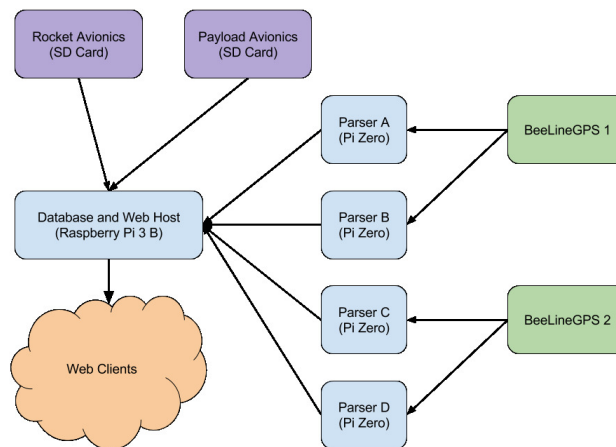 Rocket Avionics
(SD Card)
Payload Avionics
(SD Card)
Parser A
(Pi Zero)
BeeLineGPS 1
Parser B
(Pi Zero)
Database and Web Host
(Raspberry Pi 3 B)
Parser C
(Pi Zero)
BeeLineGPS 2
Web Clients
Parser D
(Pi Zero)